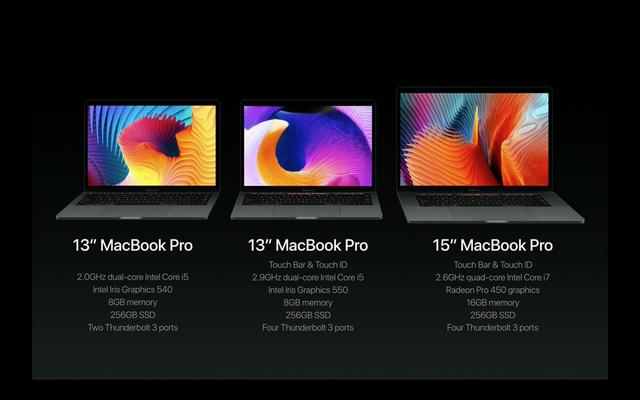 13” MacBook Pro
2.0GHz dual-core Intel Core i5
Intel Iris Graphics 540
8GB memory
256GB SSD
Two Thunderbolt 3 ports
13” MacBook Pro
Touch Bar & Touch ID
2.9GHz dual-core Intel Core i5
Intel Iris Graphics 550
8GB memory
256GB SSD
Four Thunderbolt 3 ports
15” MacBook Pro
Touch Bar & Touch ID
2.6GHz quad-core Intel Core i7
Radeon Pro 450 graphics
16GB memory
256GB SSD
Four Thunderbolt 3 ports